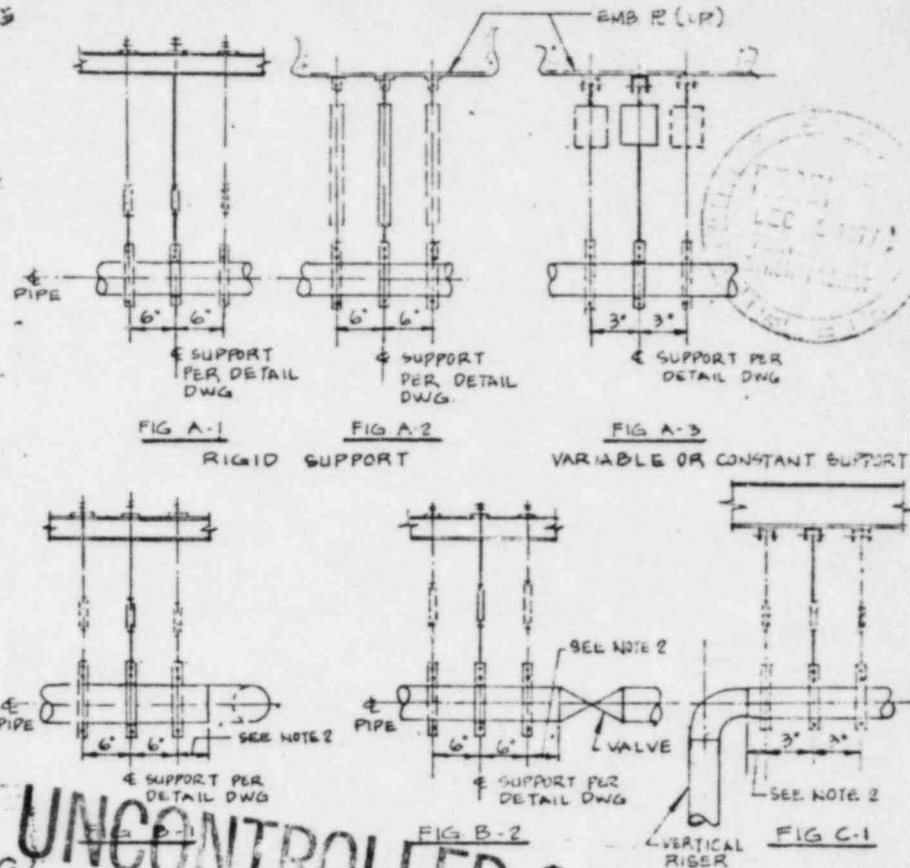 EMB PL (UP)
℄
PIPE
6"
6"
℄ SUPPORT
PER DETAIL
DWG
6"
6"
℄ SUPPORT
PER DETAIL
DWG.
3"
3"
℄ SUPPORT PER
DETAIL DWG
FIG A-1
FIG A-2
FIG A-3
RIGID SUPPORT
VARIABLE OR CONSTANT SUPPORT
℄
PIPE
6"
6"
SEE NOTE 2
℄ SUPPORT PER
DETAIL DWG
℄
PIPE
6"
6"
SEE NOTE 2
VALVE
℄ SUPPORT PER
DETAIL DWG
3"
3"
SEE NOTE 2
VERTICAL
RISER
FIG B-1
FIG B-2
FIG C-1
UNCONTROLLED